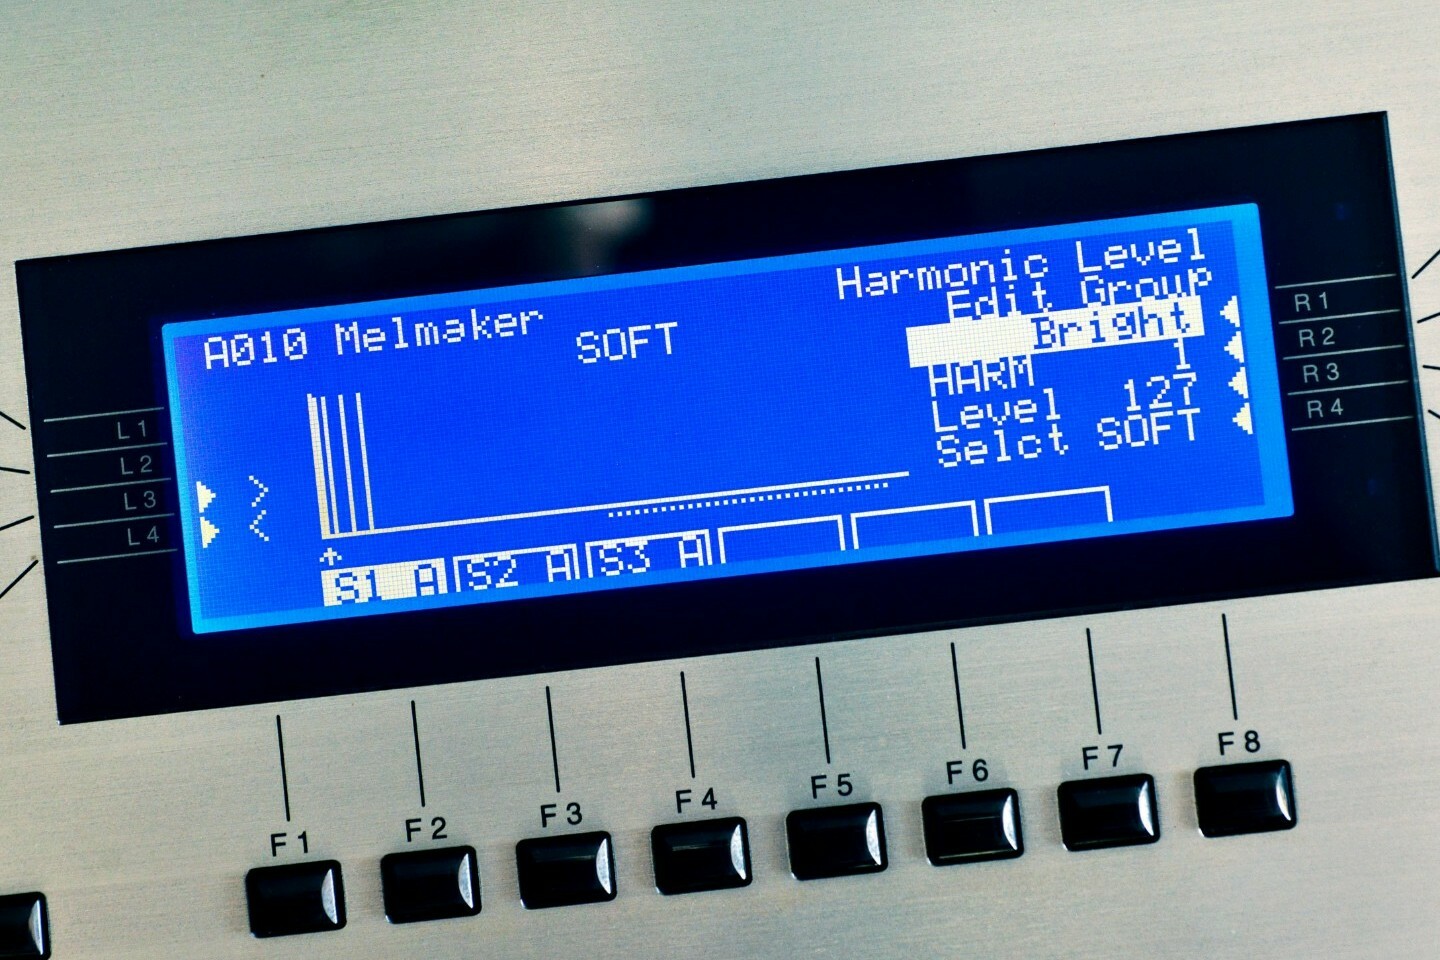 Harmonic Level
A010 Melmaker
SOFT
Edit Group
Bright
HARM 1
Level 127
Selct SOFT
S1 A
S2 A
S3 A
L1
L2
L3
L4
R1
R2
R3
R4
F1
F2
F3
F4
F5
F6
F7
F8